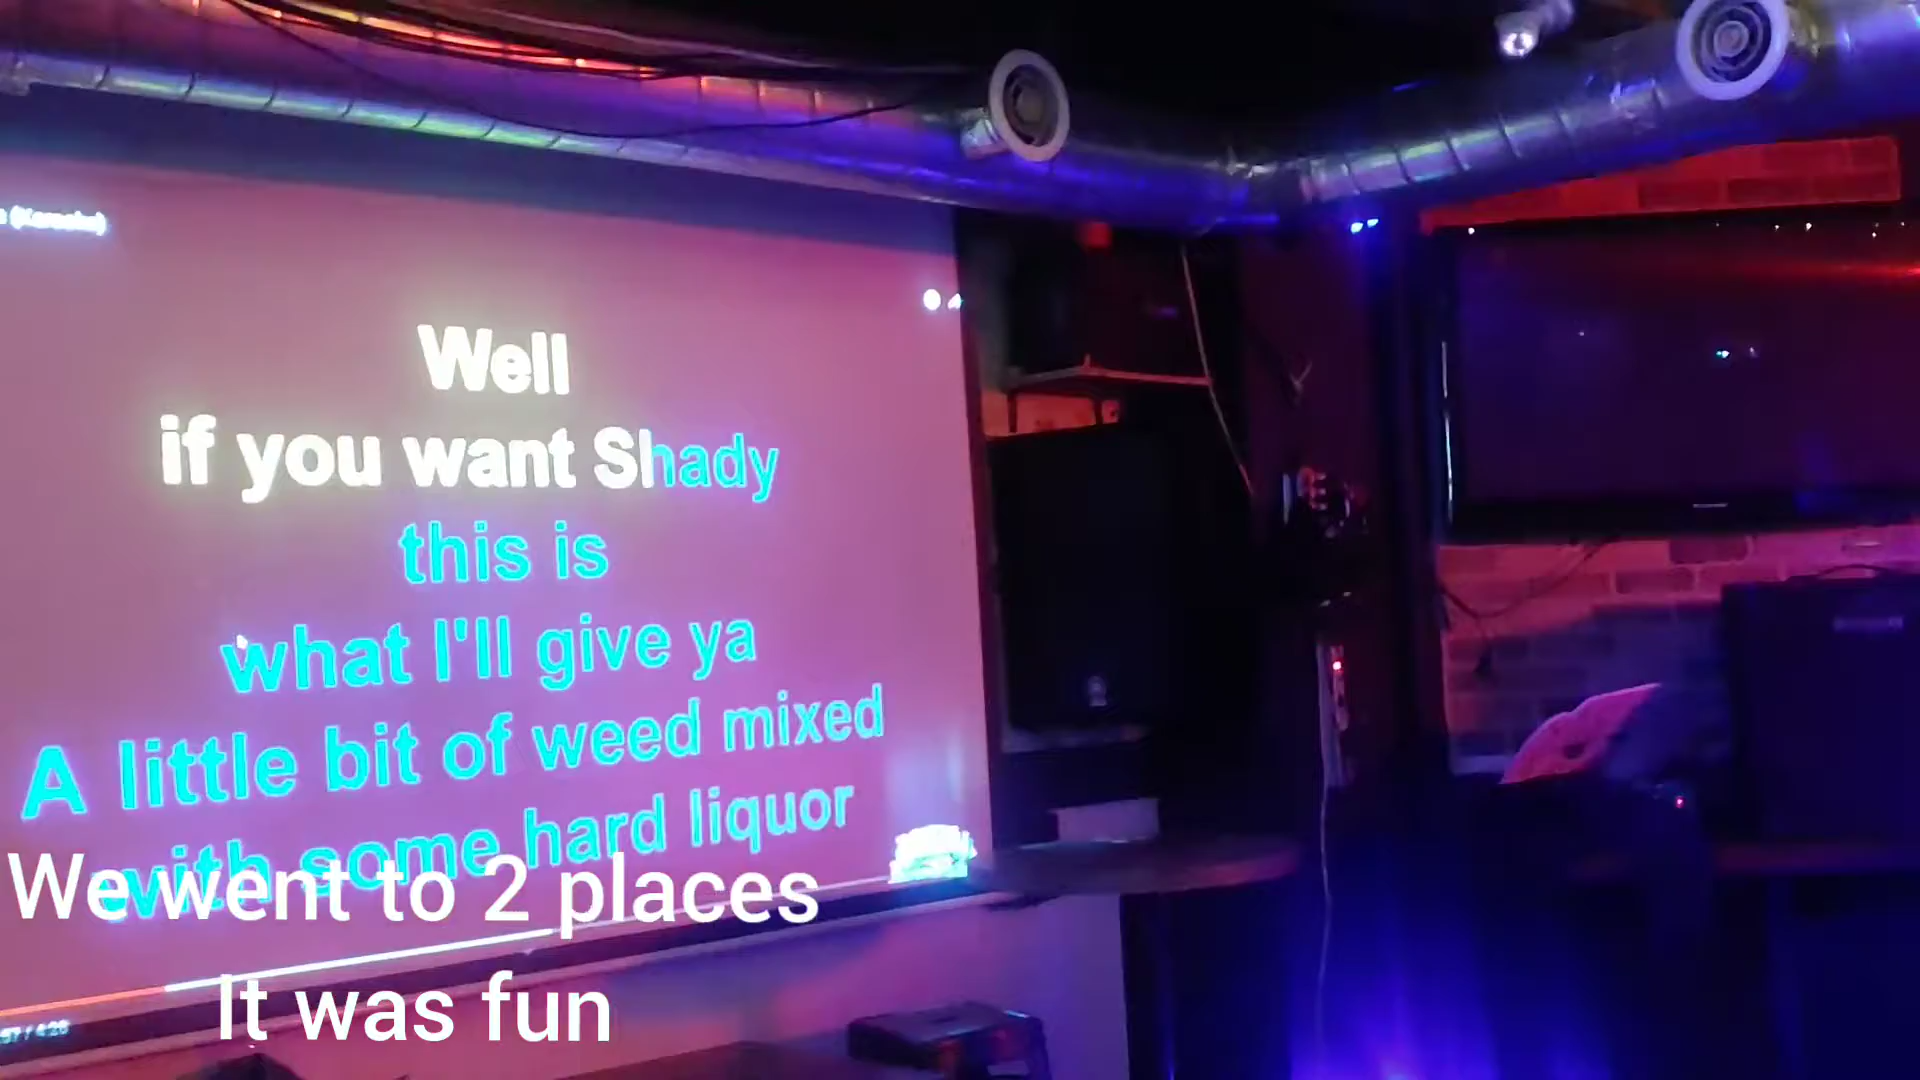 (Karaoke)
Well
if you want Shady
this is
what I'll give ya
A little bit of weed mixed
with some hard liquor
We went to 2 places
It was fun